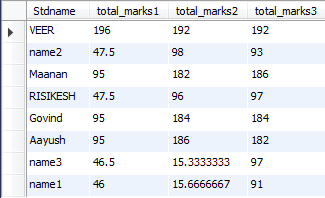 Stdname total_marks1 total_marks2 total_marks3
VEER 196 192 192
name2 47.5 98 93
Maanan 95 182 186
RISIKESH 47.5 96 97
Govind 95 184 184
Aayush 95 186 182
name3 46.5 15.3333333 97
name1 46 15.6666667 91